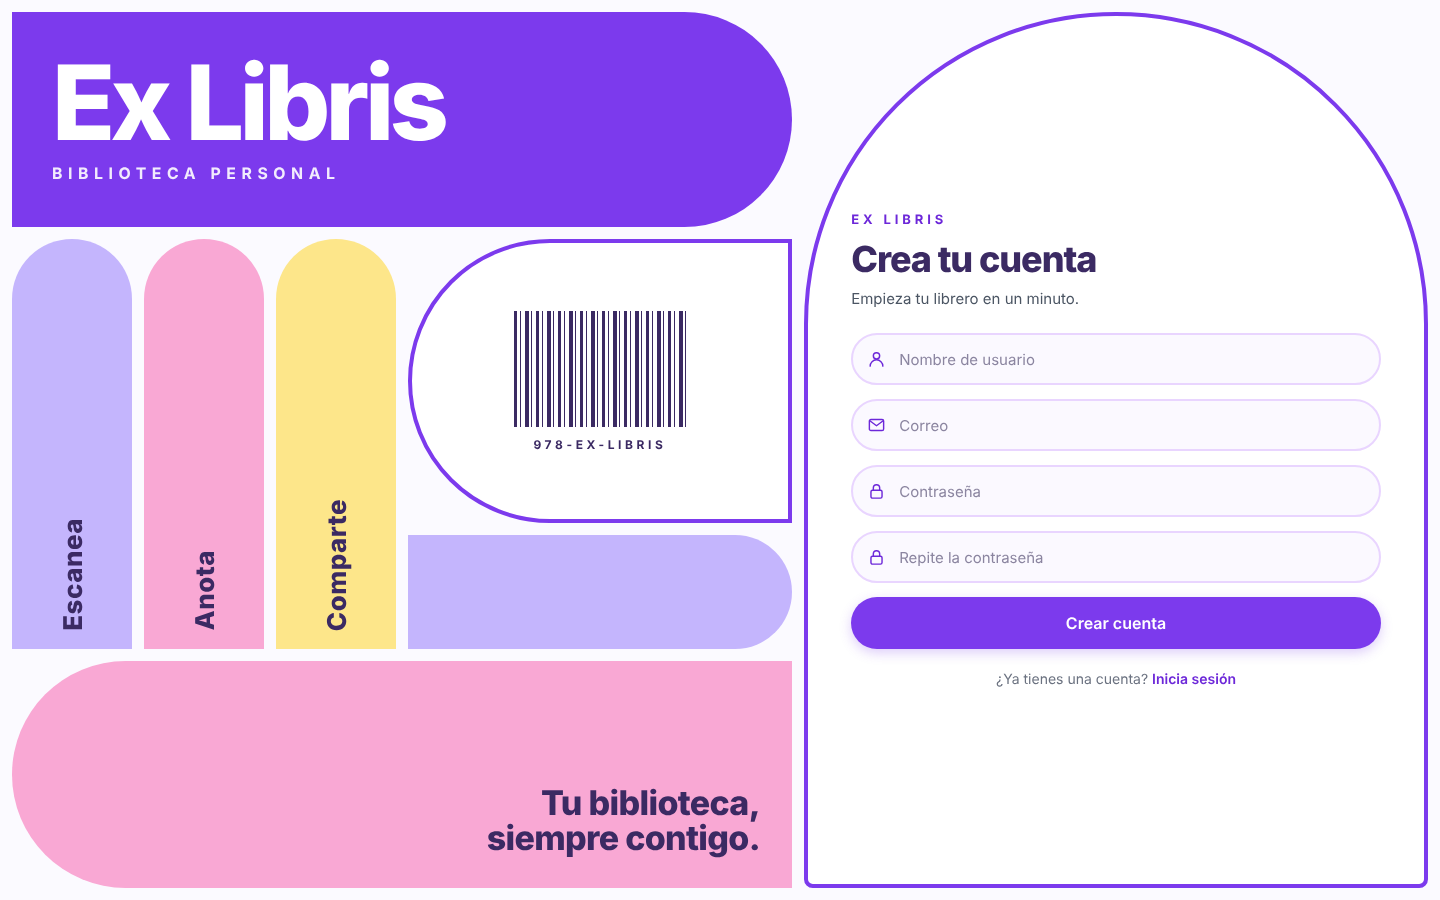 Ex Libris
BIBLIOTECA PERSONAL
Escanea
Anota
Comparte
978-EX-LIBRIS
Tu biblioteca,
siempre contigo.
EX LIBRIS
Crea tu cuenta
Empieza tu librero en un minuto.
Nombre de usuario
Correo
Contraseña
Repite la contraseña
Crear cuenta
¿Ya tienes una cuenta? Inicia sesión